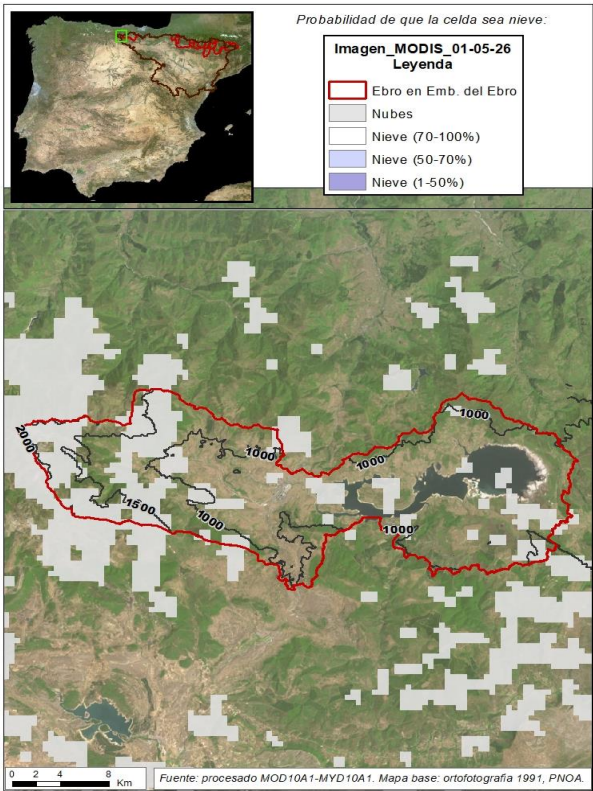 Probabilidad de que la celda sea nieve:
Imagen_MODIS_01-05-26
Leyenda
Ebro en Emb. del Ebro
Nubes
Nieve (70-100%)
Nieve (50-70%)
Nieve (1-50%)
1000
2000
1000
1000
1500
1000
1000
0 2 4 8
Km
Fuente: procesado MOD10A1-MYD10A1. Mapa base: ortofotografía 1991, PNOA.